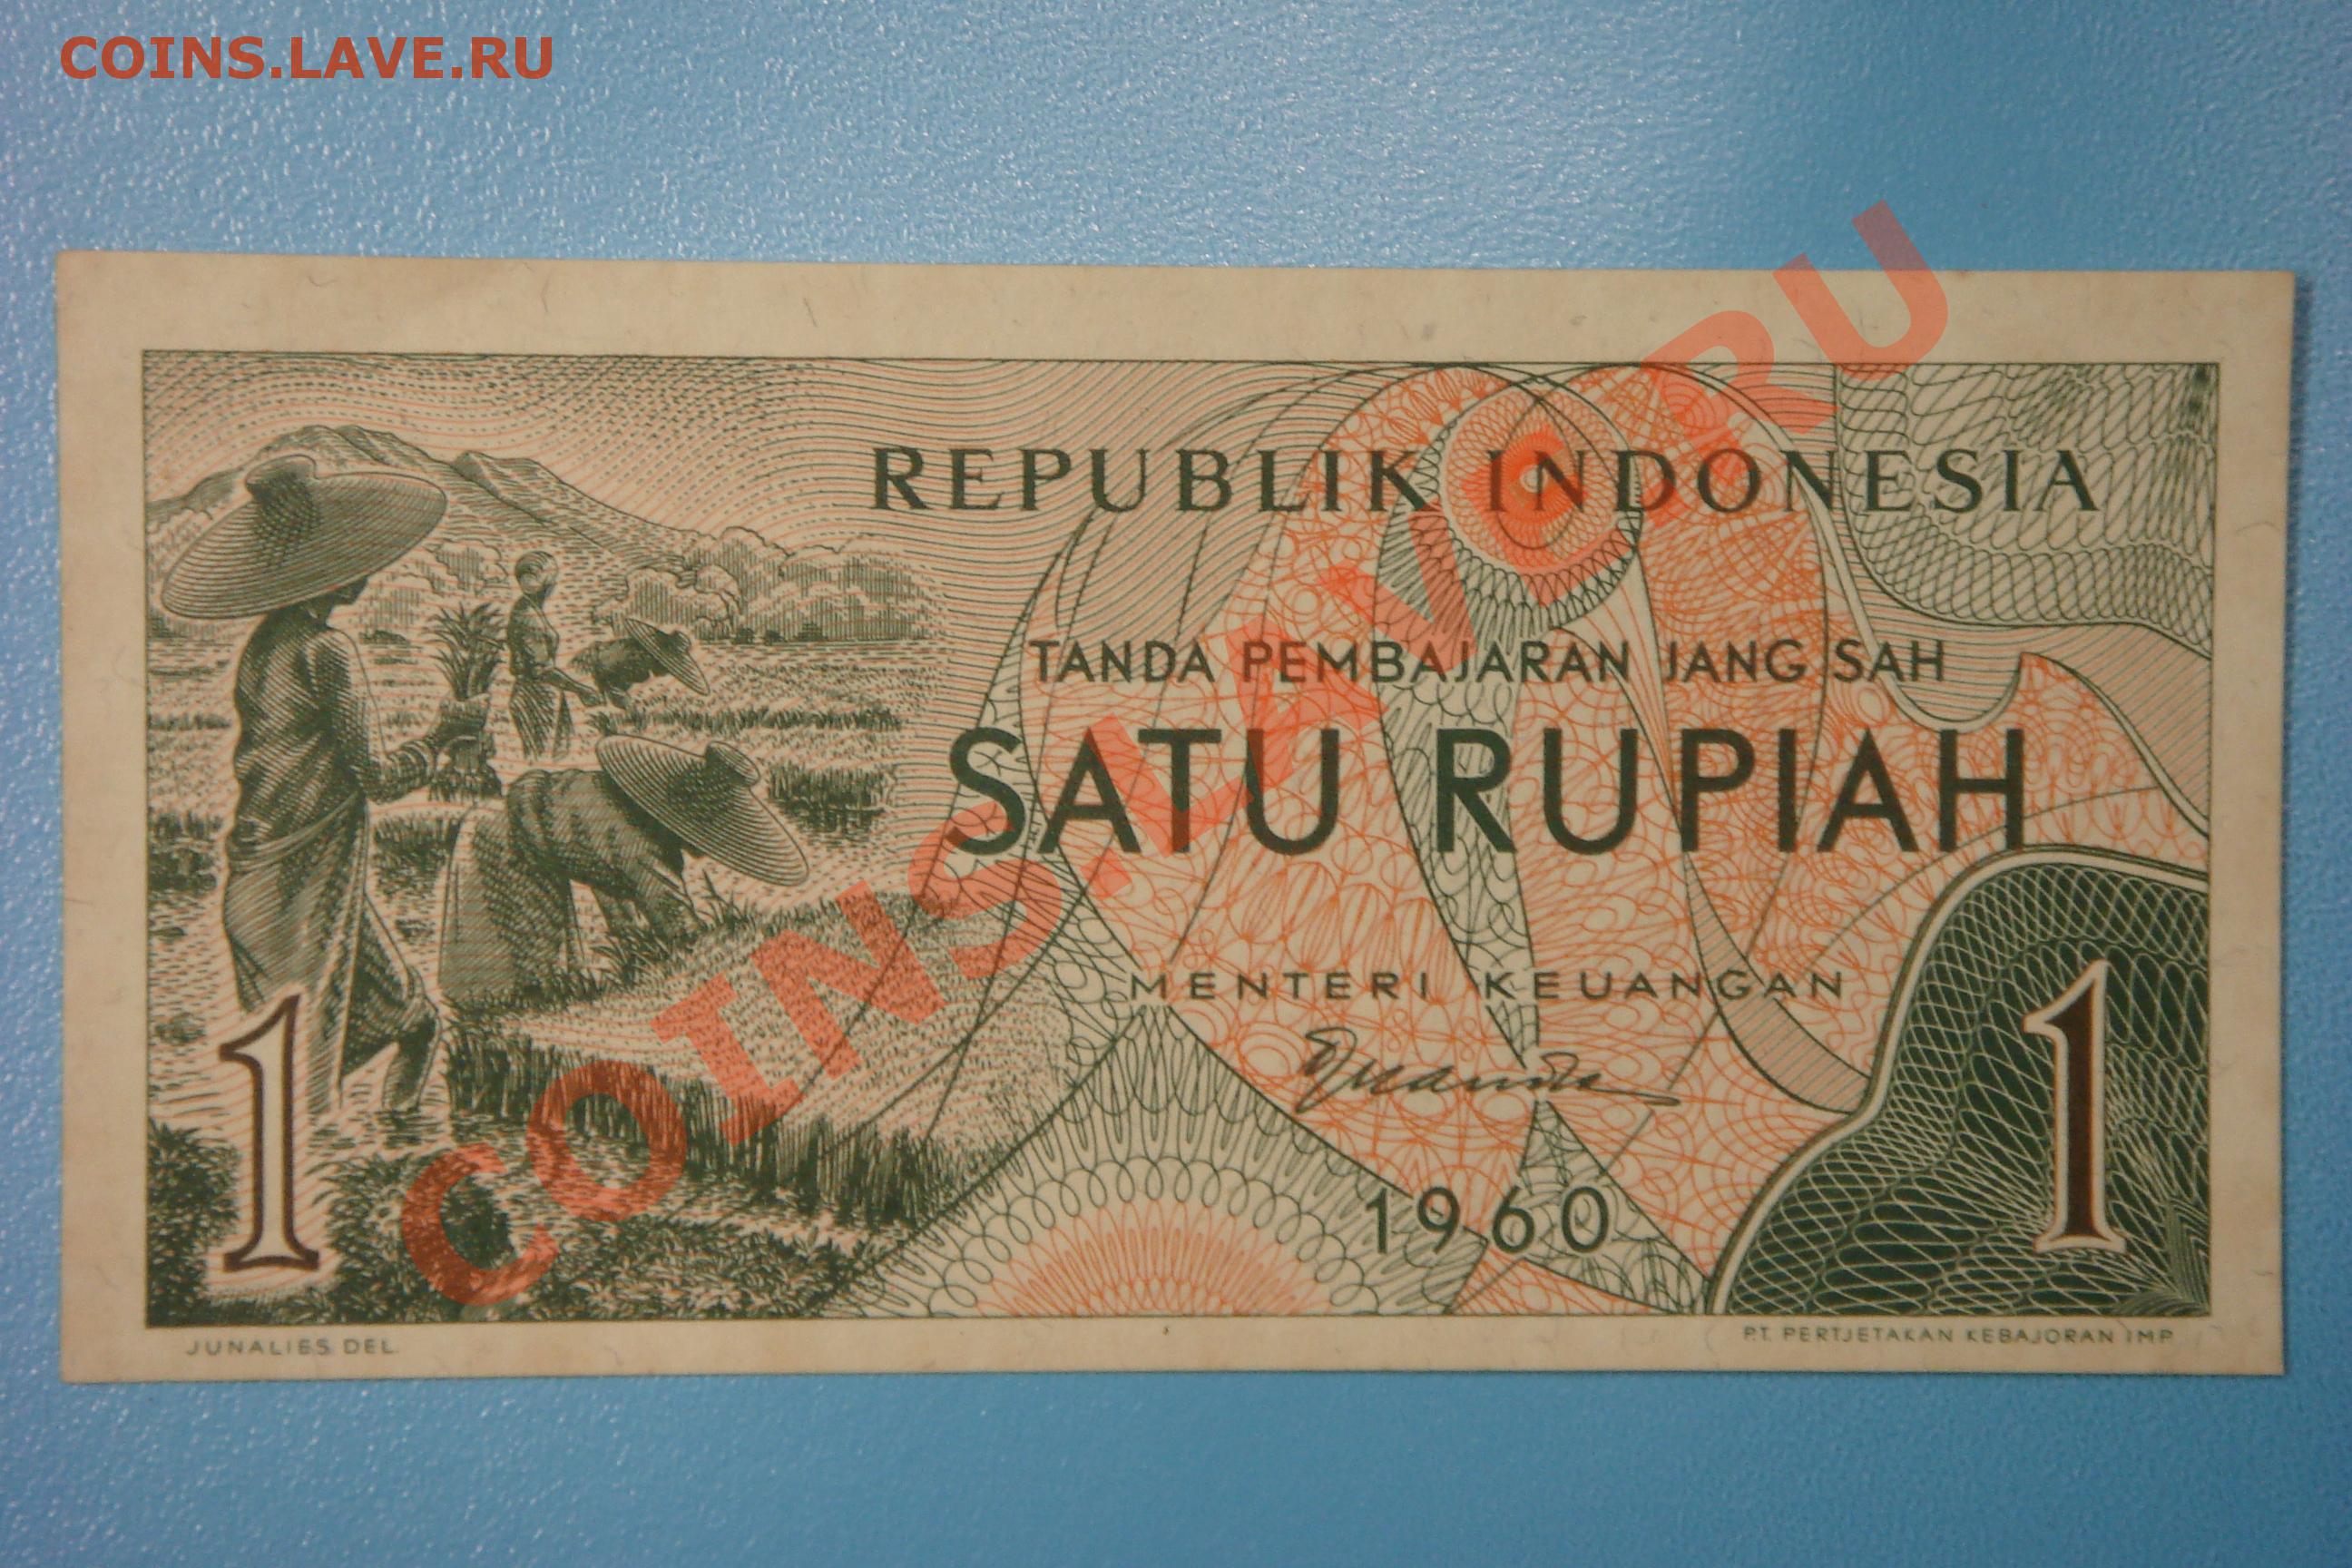 COINS.LAVE.RU
REPUBLIK INDONESIA
TANDA PEMBAJARAN JANG SAH
SATU RUPIAH
MENTERI KEUANGAN
Djuanda
1960
1
1
JUNALIES DEL.
P.T. PERTJETAKAN KEBAJORAN IMP.
COINS.LAVE.RU